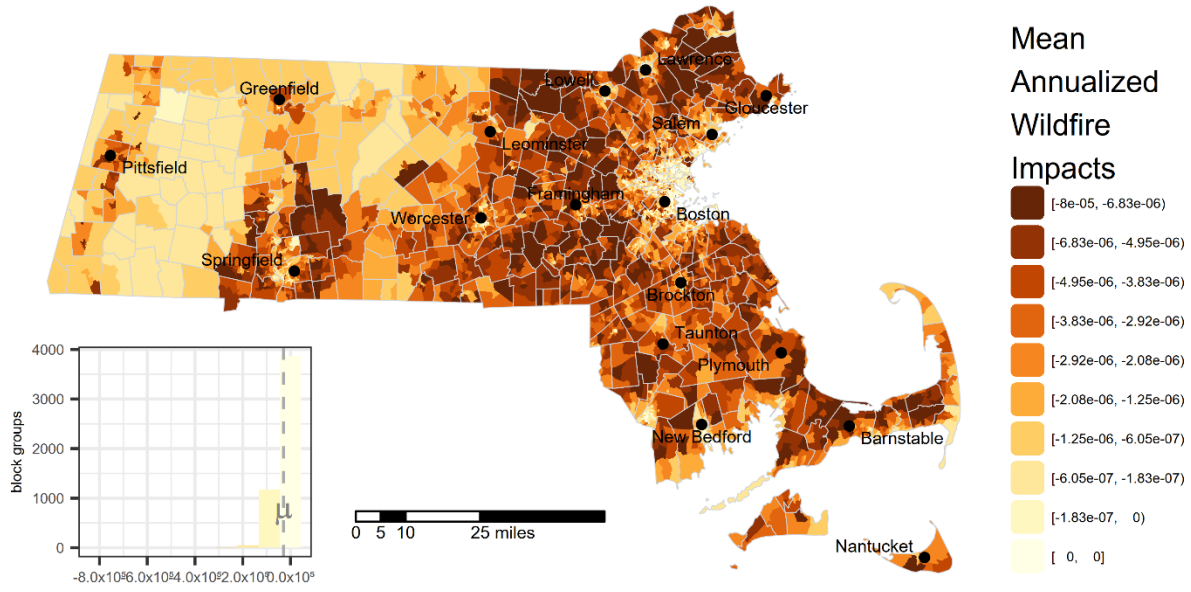 Mean
Annualized
Wildfire
Impacts
[-8e-05, -6.83e-06)
[-6.83e-06, -4.95e-06)
[-4.95e-06, -3.83e-06)
[-3.83e-06, -2.92e-06)
[-2.92e-06, -2.08e-06)
[-2.08e-06, -1.25e-06)
[-1.25e-06, -6.05e-07)
[-6.05e-07, -1.83e-07)
[-1.83e-07, 0)
[ 0, 0]
Lawrence
Lowell
Greenfield
Gloucester
Salem
Leominster
Pittsfield
Framingham
Worcester
Boston
Springfield
Brockton
Taunton
Plymouth
New Bedford
Barnstable
Nantucket
4000
3000
2000
1000
0
block groups
μ
0 5 10 25 miles